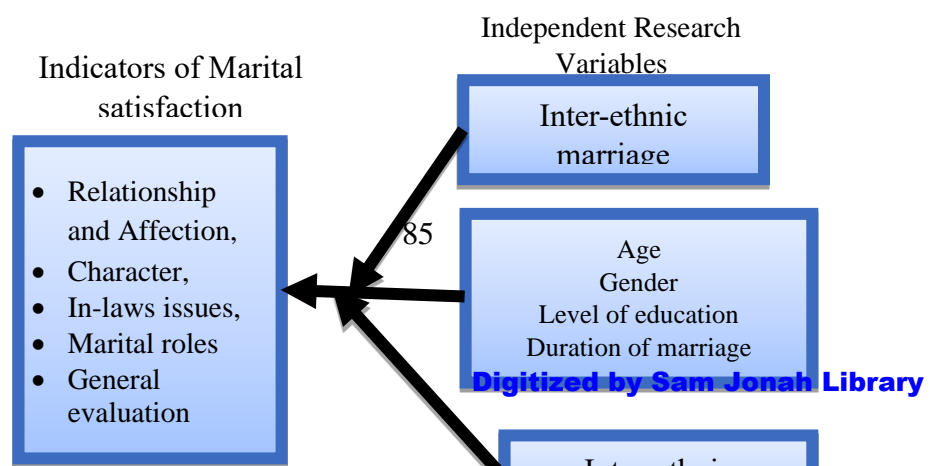 Independent Research
Variables
Indicators of Marital
satisfaction
Inter-ethnic
marriage
• Relationship
and Affection,
• Character,
• In-laws issues,
• Marital roles
• General
evaluation
85
Age
Gender
Level of education
Duration of marriage
Digitized by Sam Jonah Library